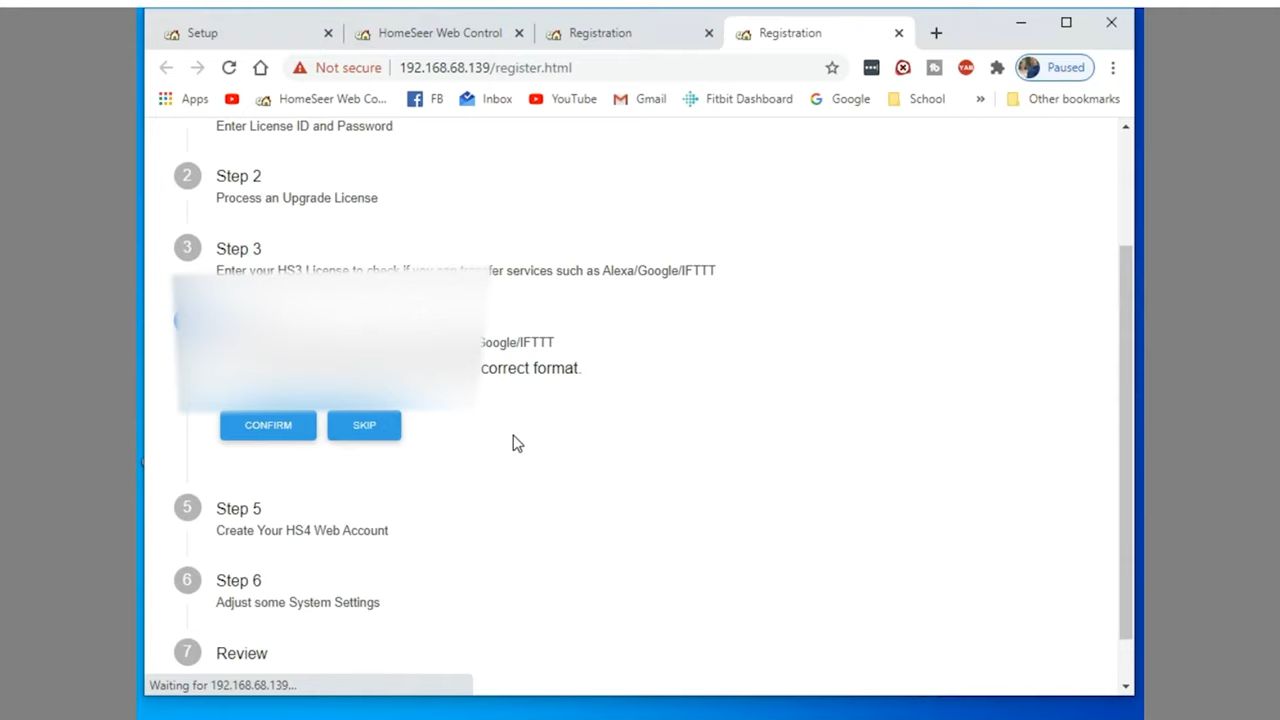 Setup
HomeSeer Web Control
Registration
Registration
Not secure
192.168.68.139/register.html
Paused
Apps
HomeSeer Web Co...
FB
Inbox
YouTube
Gmail
Fitbit Dashboard
Google
School
»
Other bookmarks
Enter License ID and Password
2
Step 2
Process an Upgrade License
3
Step 3
Enter your HS3 License to check if you can transfer services such as Alexa/Google/IFTTT
Google/IFTTT
correct format.
CONFIRM
SKIP
5
Step 5
Create Your HS4 Web Account
6
Step 6
Adjust some System Settings
7
Review
Waiting for 192.168.68.139...